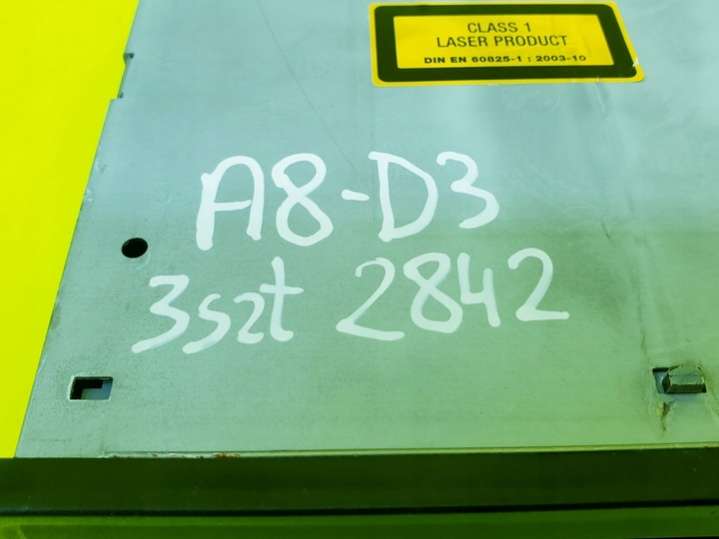 CLASS 1
LASER PRODUCT
DIN EN 60825-1 : 2003-10
A8-D3
3szt 2842